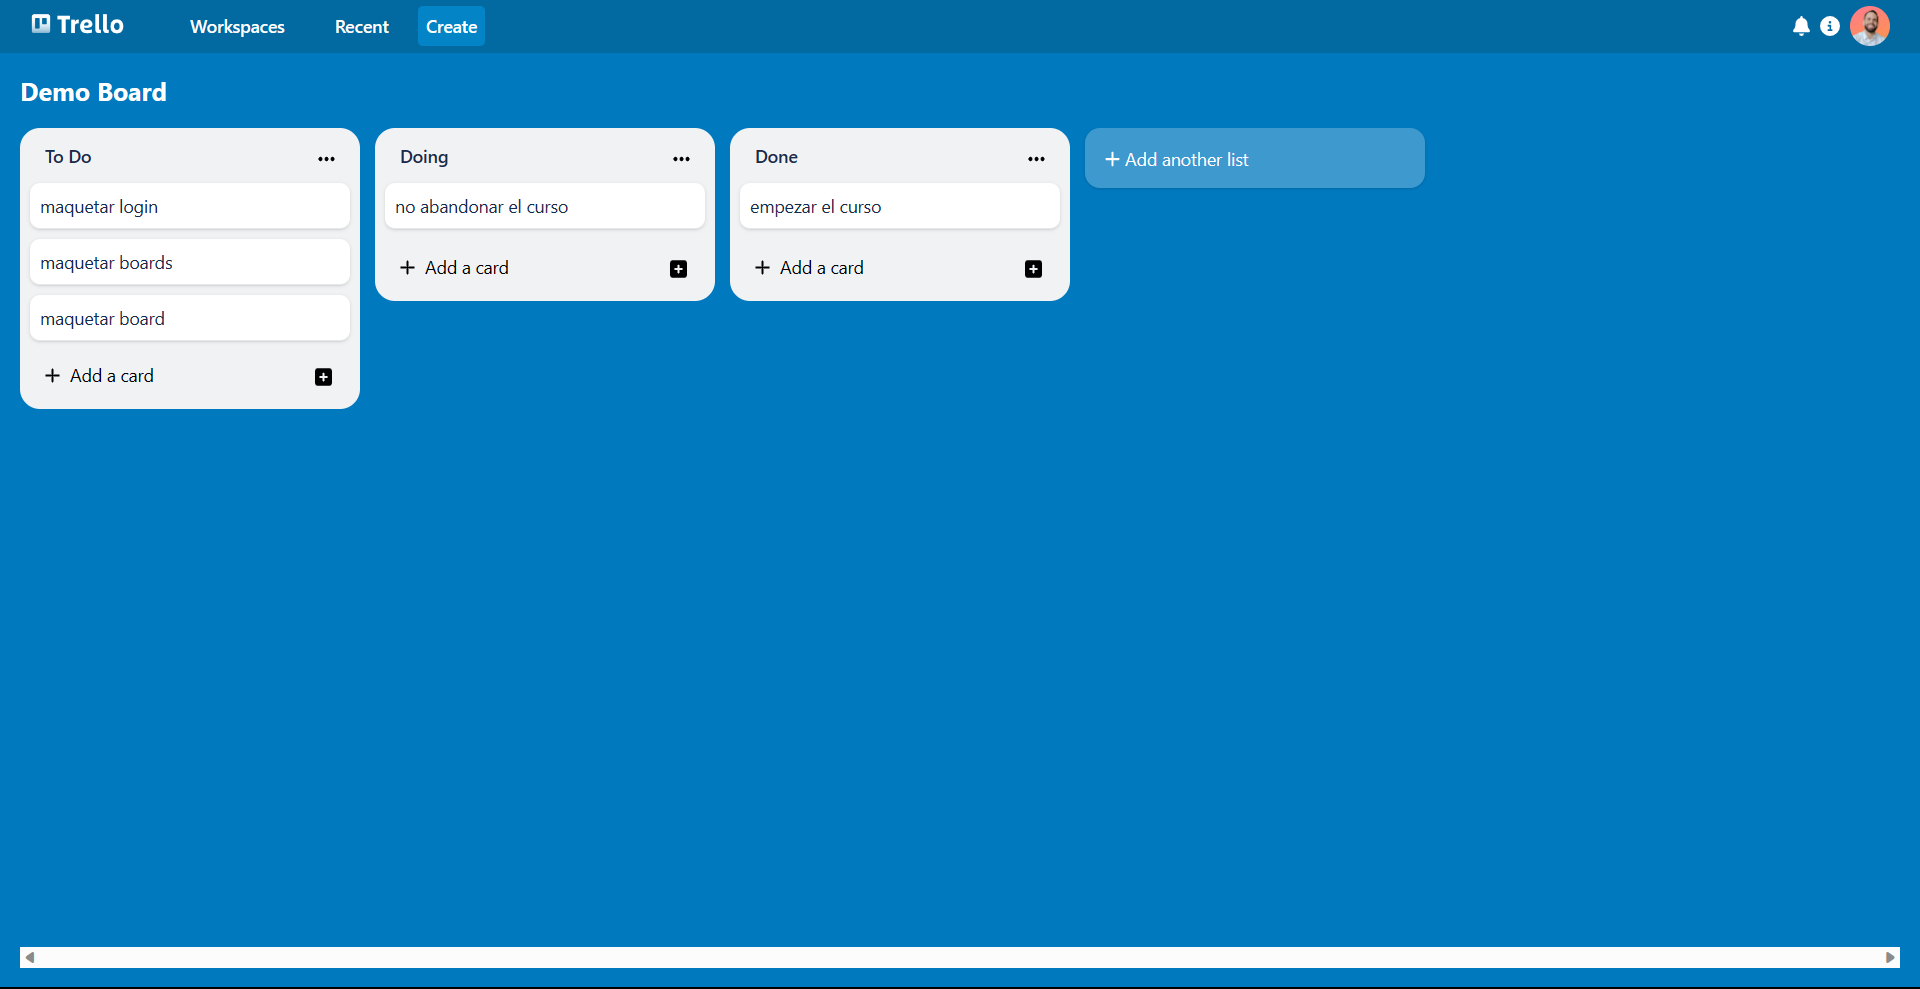 Trello Workspaces Recent Create
Demo Board
To Do
maquetar login
maquetar boards
maquetar board
Add a card
Doing
no abandonar el curso
Add a card
Done
empezar el curso
Add a card
Add another list